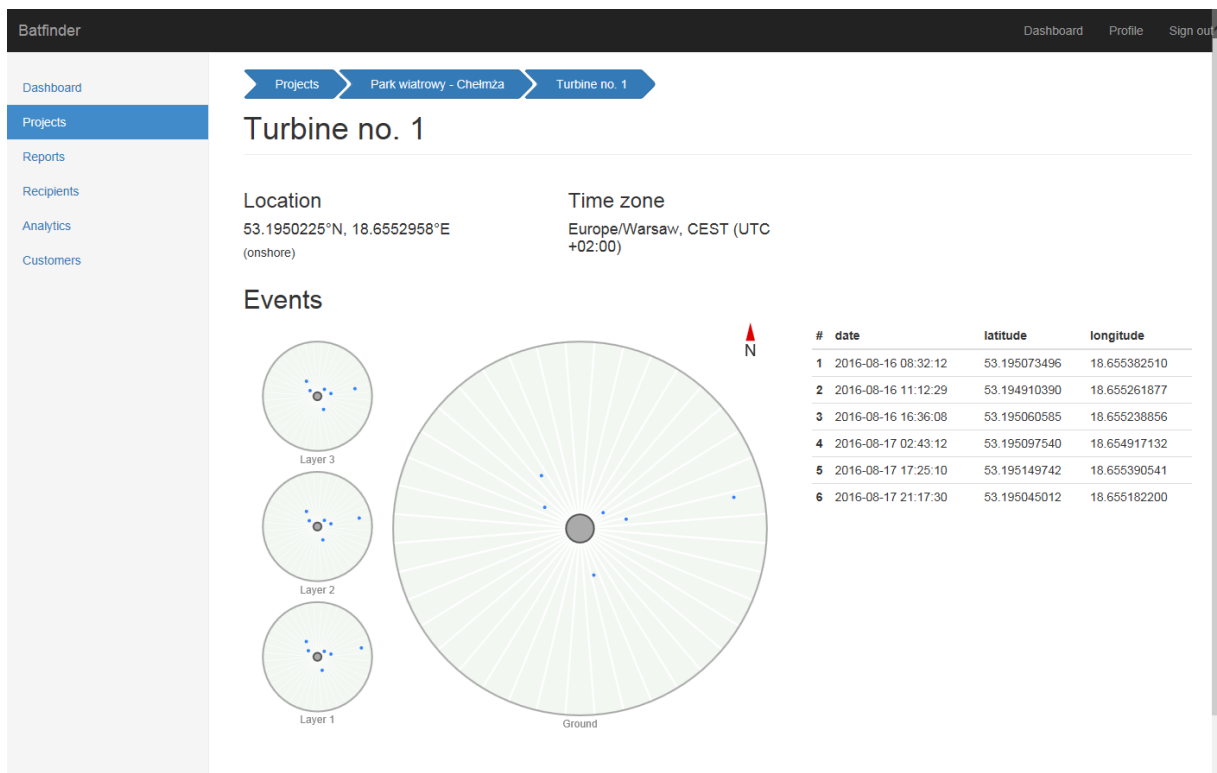 Batfinder Dashboard Profile Sign out
Dashboard
Projects
Reports
Recipients
Analytics
Customers
Projects Park wiatrowy - Chełmża Turbine no. 1
Turbine no. 1
Location
53.1950225°N, 18.6552958°E
(onshore)
Time zone
Europe/Warsaw, CEST (UTC
+02:00)
Events
Layer 3
Layer 2
Layer 1
N
Ground
# date latitude longitude
1 2016-08-16 08:32:12 53.195073496 18.655382510
2 2016-08-16 11:12:29 53.194910390 18.655261877
3 2016-08-16 16:36:08 53.195060585 18.655238856
4 2016-08-17 02:43:12 53.195097540 18.654917132
5 2016-08-17 17:25:10 53.195149742 18.655390541
6 2016-08-17 21:17:30 53.195045012 18.655182200